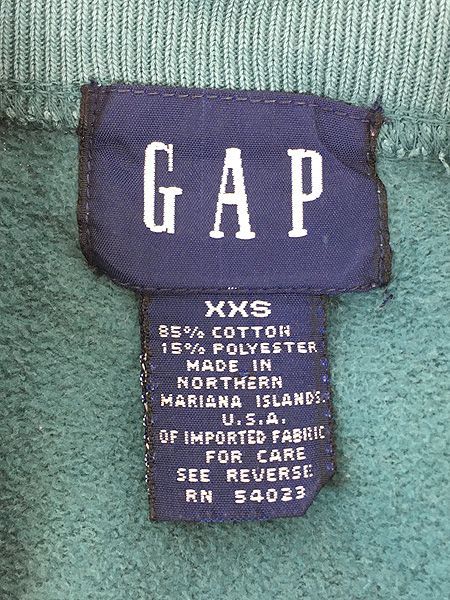 GAP
XXS
85% COTTON
15% POLYESTER
MADE IN
NORTHERN
MARIANA ISLANDS.
U.S.A.
OF IMPORTED FABRIC
FOR CARE
SEE REVERSE
RN 54023